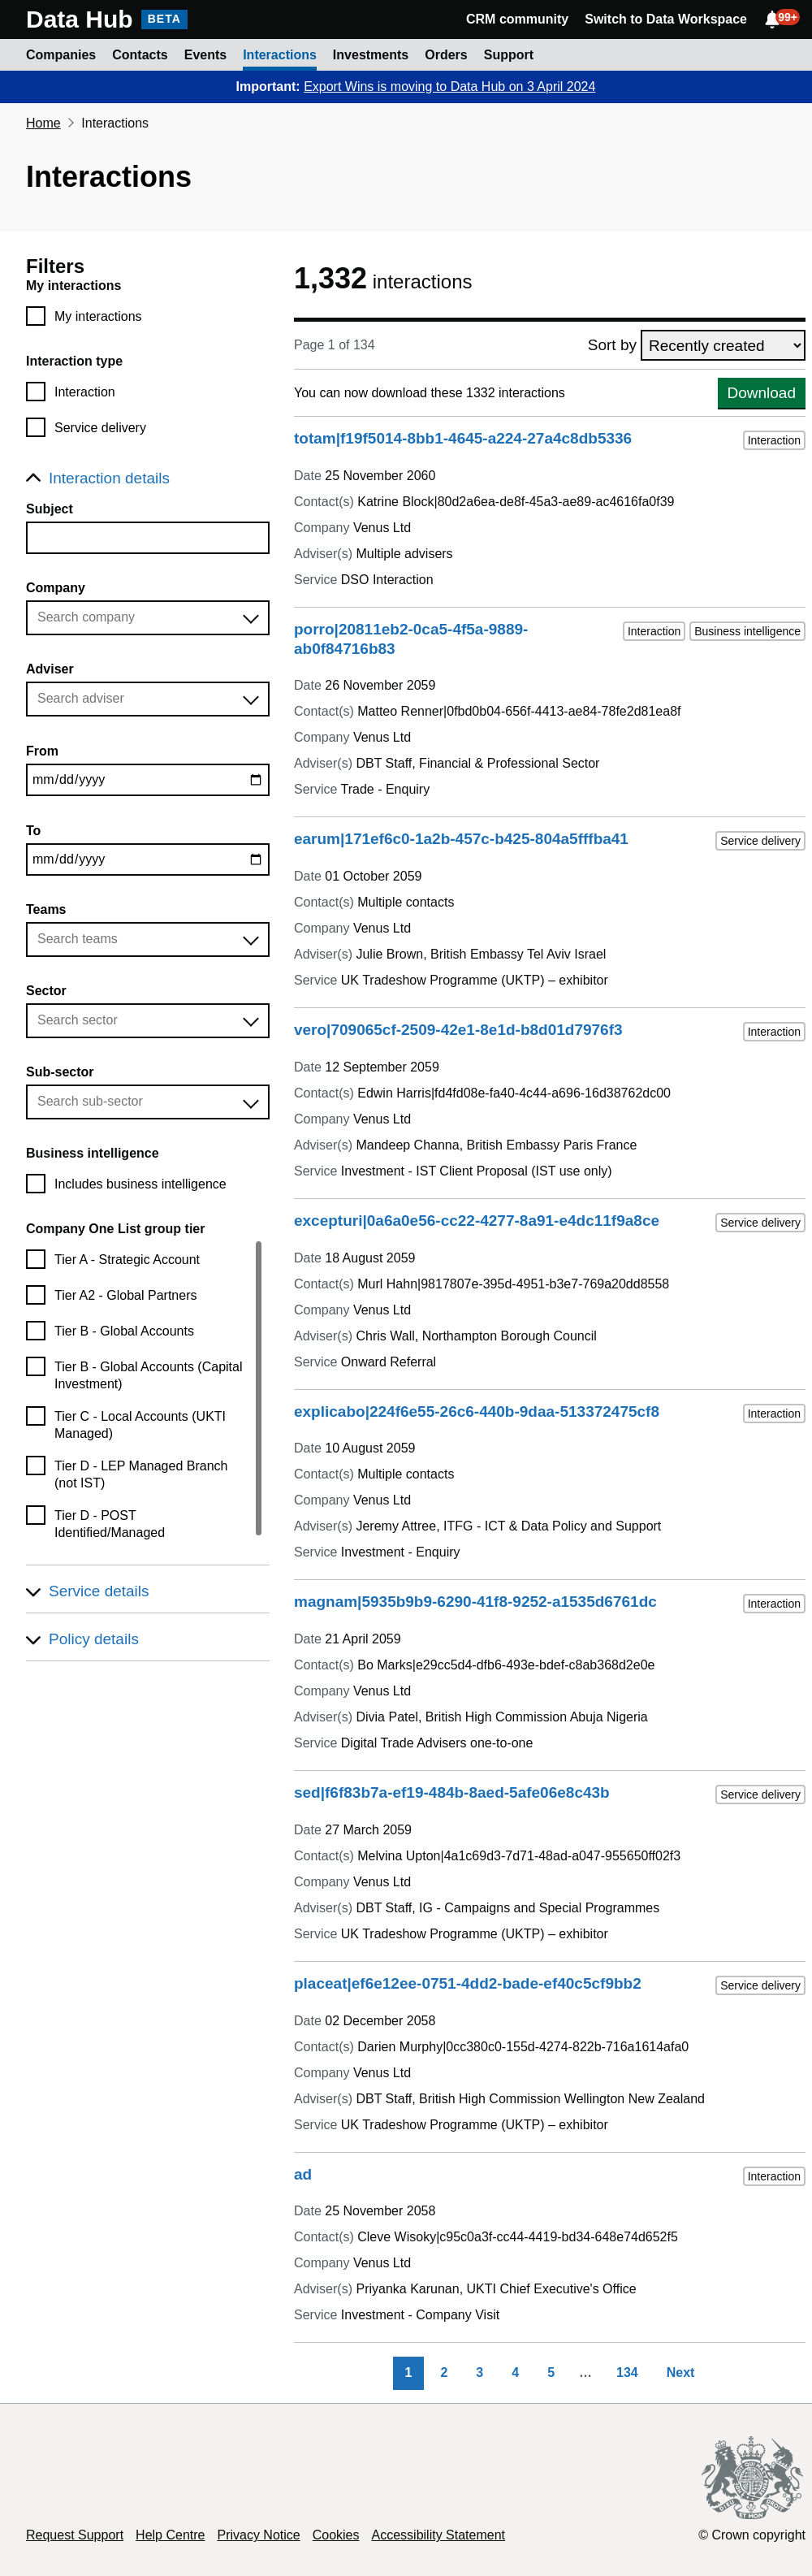 Data Hub BETA
CRM community Switch to Data Workspace 99+
Companies Contacts Events Interactions Investments Orders Support
Important: Export Wins is moving to Data Hub on 3 April 2024
Home Interactions
Interactions
Filters
My interactions
My interactions
Interaction type
Interaction
Service delivery
Interaction details
Subject
Company
Search company
Adviser
Search adviser
From
mm/dd/yyyy
To
mm/dd/yyyy
Teams
Search teams
Sector
Search sector
Sub-sector
Search sub-sector
Business intelligence
Includes business intelligence
Company One List group tier
Tier A - Strategic Account
Tier A2 - Global Partners
Tier B - Global Accounts
Tier B - Global Accounts (Capital
Investment)
Tier C - Local Accounts (UKTI
Managed)
Tier D - LEP Managed Branch
(not IST)
Tier D - POST
Identified/Managed
Service details
Policy details
1,332 interactions
Page 1 of 134
Sort by Recently created
You can now download these 1332 interactions
Download
totam|f19f5014-8bb1-4645-a224-27a4c8db5336
Interaction
Date 25 November 2060
Contact(s) Katrine Block|80d2a6ea-de8f-45a3-ae89-ac4616fa0f39
Company Venus Ltd
Adviser(s) Multiple advisers
Service DSO Interaction
porro|20811eb2-0ca5-4f5a-9889-
ab0f84716b83
Interaction Business intelligence
Date 26 November 2059
Contact(s) Matteo Renner|0fbd0b04-656f-4413-ae84-78fe2d81ea8f
Company Venus Ltd
Adviser(s) DBT Staff, Financial & Professional Sector
Service Trade - Enquiry
earum|171ef6c0-1a2b-457c-b425-804a5fffba41
Service delivery
Date 01 October 2059
Contact(s) Multiple contacts
Company Venus Ltd
Adviser(s) Julie Brown, British Embassy Tel Aviv Israel
Service UK Tradeshow Programme (UKTP) – exhibitor
vero|709065cf-2509-42e1-8e1d-b8d01d7976f3
Interaction
Date 12 September 2059
Contact(s) Edwin Harris|fd4fd08e-fa40-4c44-a696-16d38762dc00
Company Venus Ltd
Adviser(s) Mandeep Channa, British Embassy Paris France
Service Investment - IST Client Proposal (IST use only)
excepturi|0a6a0e56-cc22-4277-8a91-e4dc11f9a8ce
Service delivery
Date 18 August 2059
Contact(s) Murl Hahn|9817807e-395d-4951-b3e7-769a20dd8558
Company Venus Ltd
Adviser(s) Chris Wall, Northampton Borough Council
Service Onward Referral
explicabo|224f6e55-26c6-440b-9daa-513372475cf8
Interaction
Date 10 August 2059
Contact(s) Multiple contacts
Company Venus Ltd
Adviser(s) Jeremy Attree, ITFG - ICT & Data Policy and Support
Service Investment - Enquiry
magnam|5935b9b9-6290-41f8-9252-a1535d6761dc
Interaction
Date 21 April 2059
Contact(s) Bo Marks|e29cc5d4-dfb6-493e-bdef-c8ab368d2e0e
Company Venus Ltd
Adviser(s) Divia Patel, British High Commission Abuja Nigeria
Service Digital Trade Advisers one-to-one
sed|f6f83b7a-ef19-484b-8aed-5afe06e8c43b
Service delivery
Date 27 March 2059
Contact(s) Melvina Upton|4a1c69d3-7d71-48ad-a047-955650ff02f3
Company Venus Ltd
Adviser(s) DBT Staff, IG - Campaigns and Special Programmes
Service UK Tradeshow Programme (UKTP) – exhibitor
placeat|ef6e12ee-0751-4dd2-bade-ef40c5cf9bb2
Service delivery
Date 02 December 2058
Contact(s) Darien Murphy|0cc380c0-155d-4274-822b-716a1614afa0
Company Venus Ltd
Adviser(s) DBT Staff, British High Commission Wellington New Zealand
Service UK Tradeshow Programme (UKTP) – exhibitor
ad
Interaction
Date 25 November 2058
Contact(s) Cleve Wisoky|c95c0a3f-cc44-4419-bd34-648e74d652f5
Company Venus Ltd
Adviser(s) Priyanka Karunan, UKTI Chief Executive's Office
Service Investment - Company Visit
1 2 3 4 5 … 134 Next
Request Support Help Centre Privacy Notice Cookies Accessibility Statement
© Crown copyright